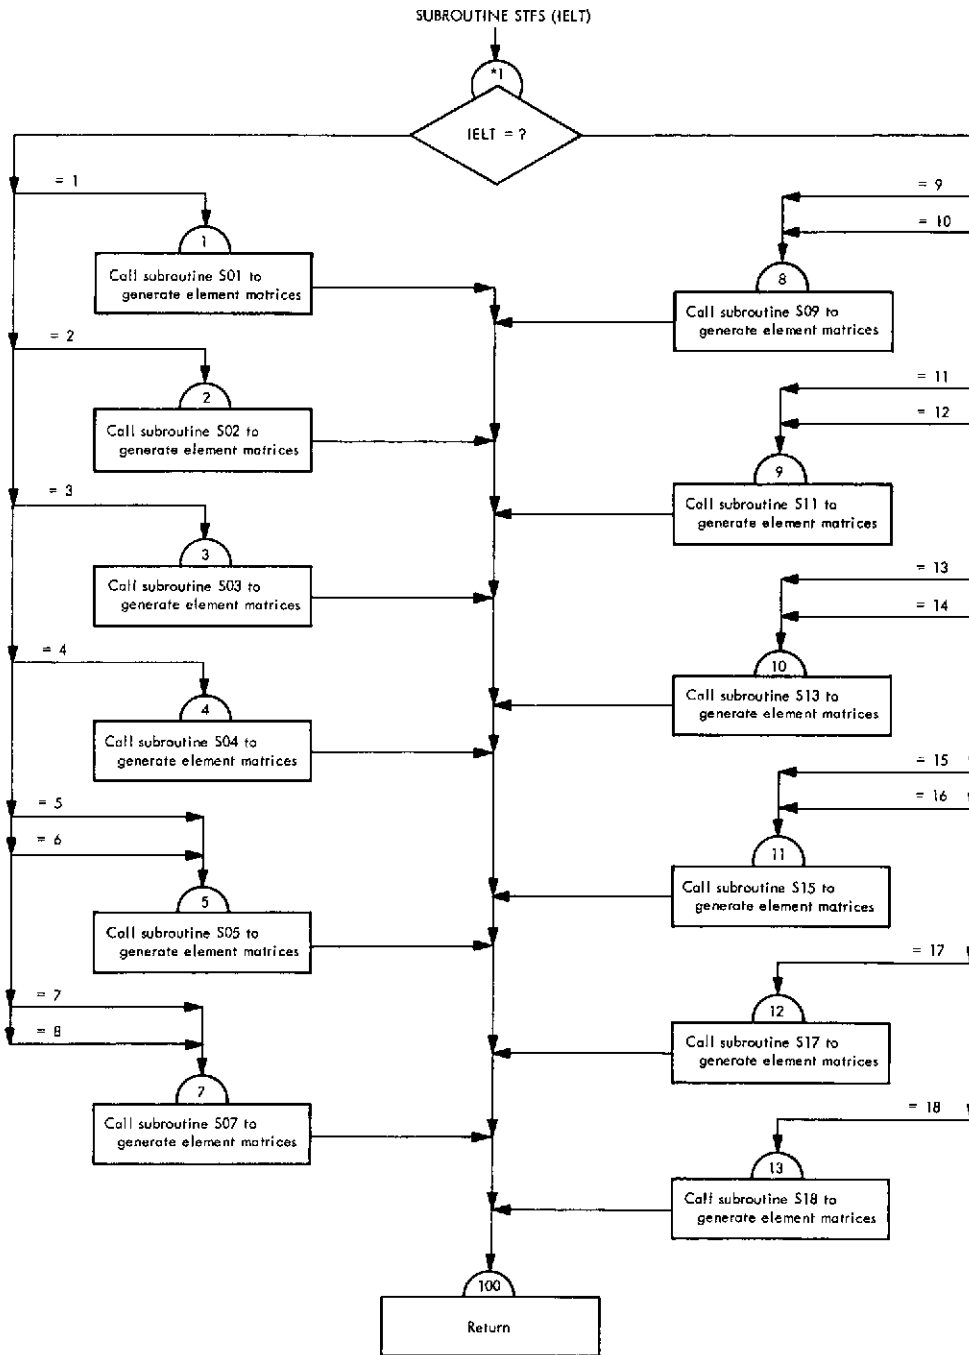 SUBROUTINE STFS (IELT)
*1
IELT = ?
= 1
1
Call subroutine S01 to
generate element matrices
= 2
2
Call subroutine S02 to
generate element matrices
= 3
3
Call subroutine S03 to
generate element matrices
= 4
4
Call subroutine S04 to
generate element matrices
= 5
= 6
5
Call subroutine S05 to
generate element matrices
= 7
= 8
7
Call subroutine S07 to
generate element matrices
= 9
= 10
8
Call subroutine S09 to
generate element matrices
= 11
= 12
9
Call subroutine S11 to
generate element matrices
= 13
= 14
10
Call subroutine S13 to
generate element matrices
= 15
= 16
11
Call subroutine S15 to
generate element matrices
= 17
12
Call subroutine S17 to
generate element matrices
= 18
13
Call subroutine S18 to
generate element matrices
100
Return